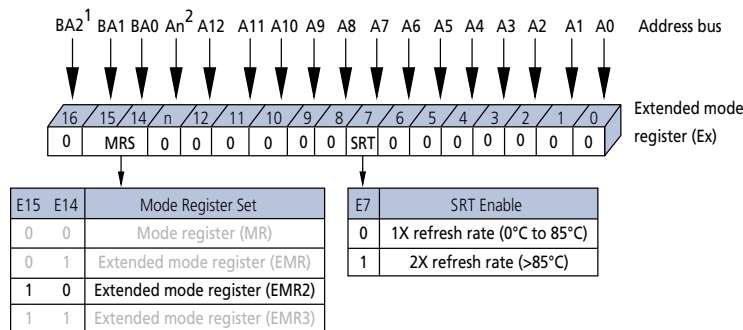 BA2¹ BA1 BA0 An² A12 A11 A10 A9 A8 A7 A6 A5 A4 A3 A2 A1 A0 Address bus
16 15 14 n 12 11 10 9 8 7 6 5 4 3 2 1 0
0 MRS 0 0 0 0 0 0 SRT 0 0 0 0 0 0 0
Extended mode
register (Ex)
E15 E14 Mode Register Set
0 0 Mode register (MR)
0 1 Extended mode register (EMR)
1 0 Extended mode register (EMR2)
1 1 Extended mode register (EMR3)
E7 SRT Enable
0 1X refresh rate (0°C to 85°C)
1 2X refresh rate (>85°C)